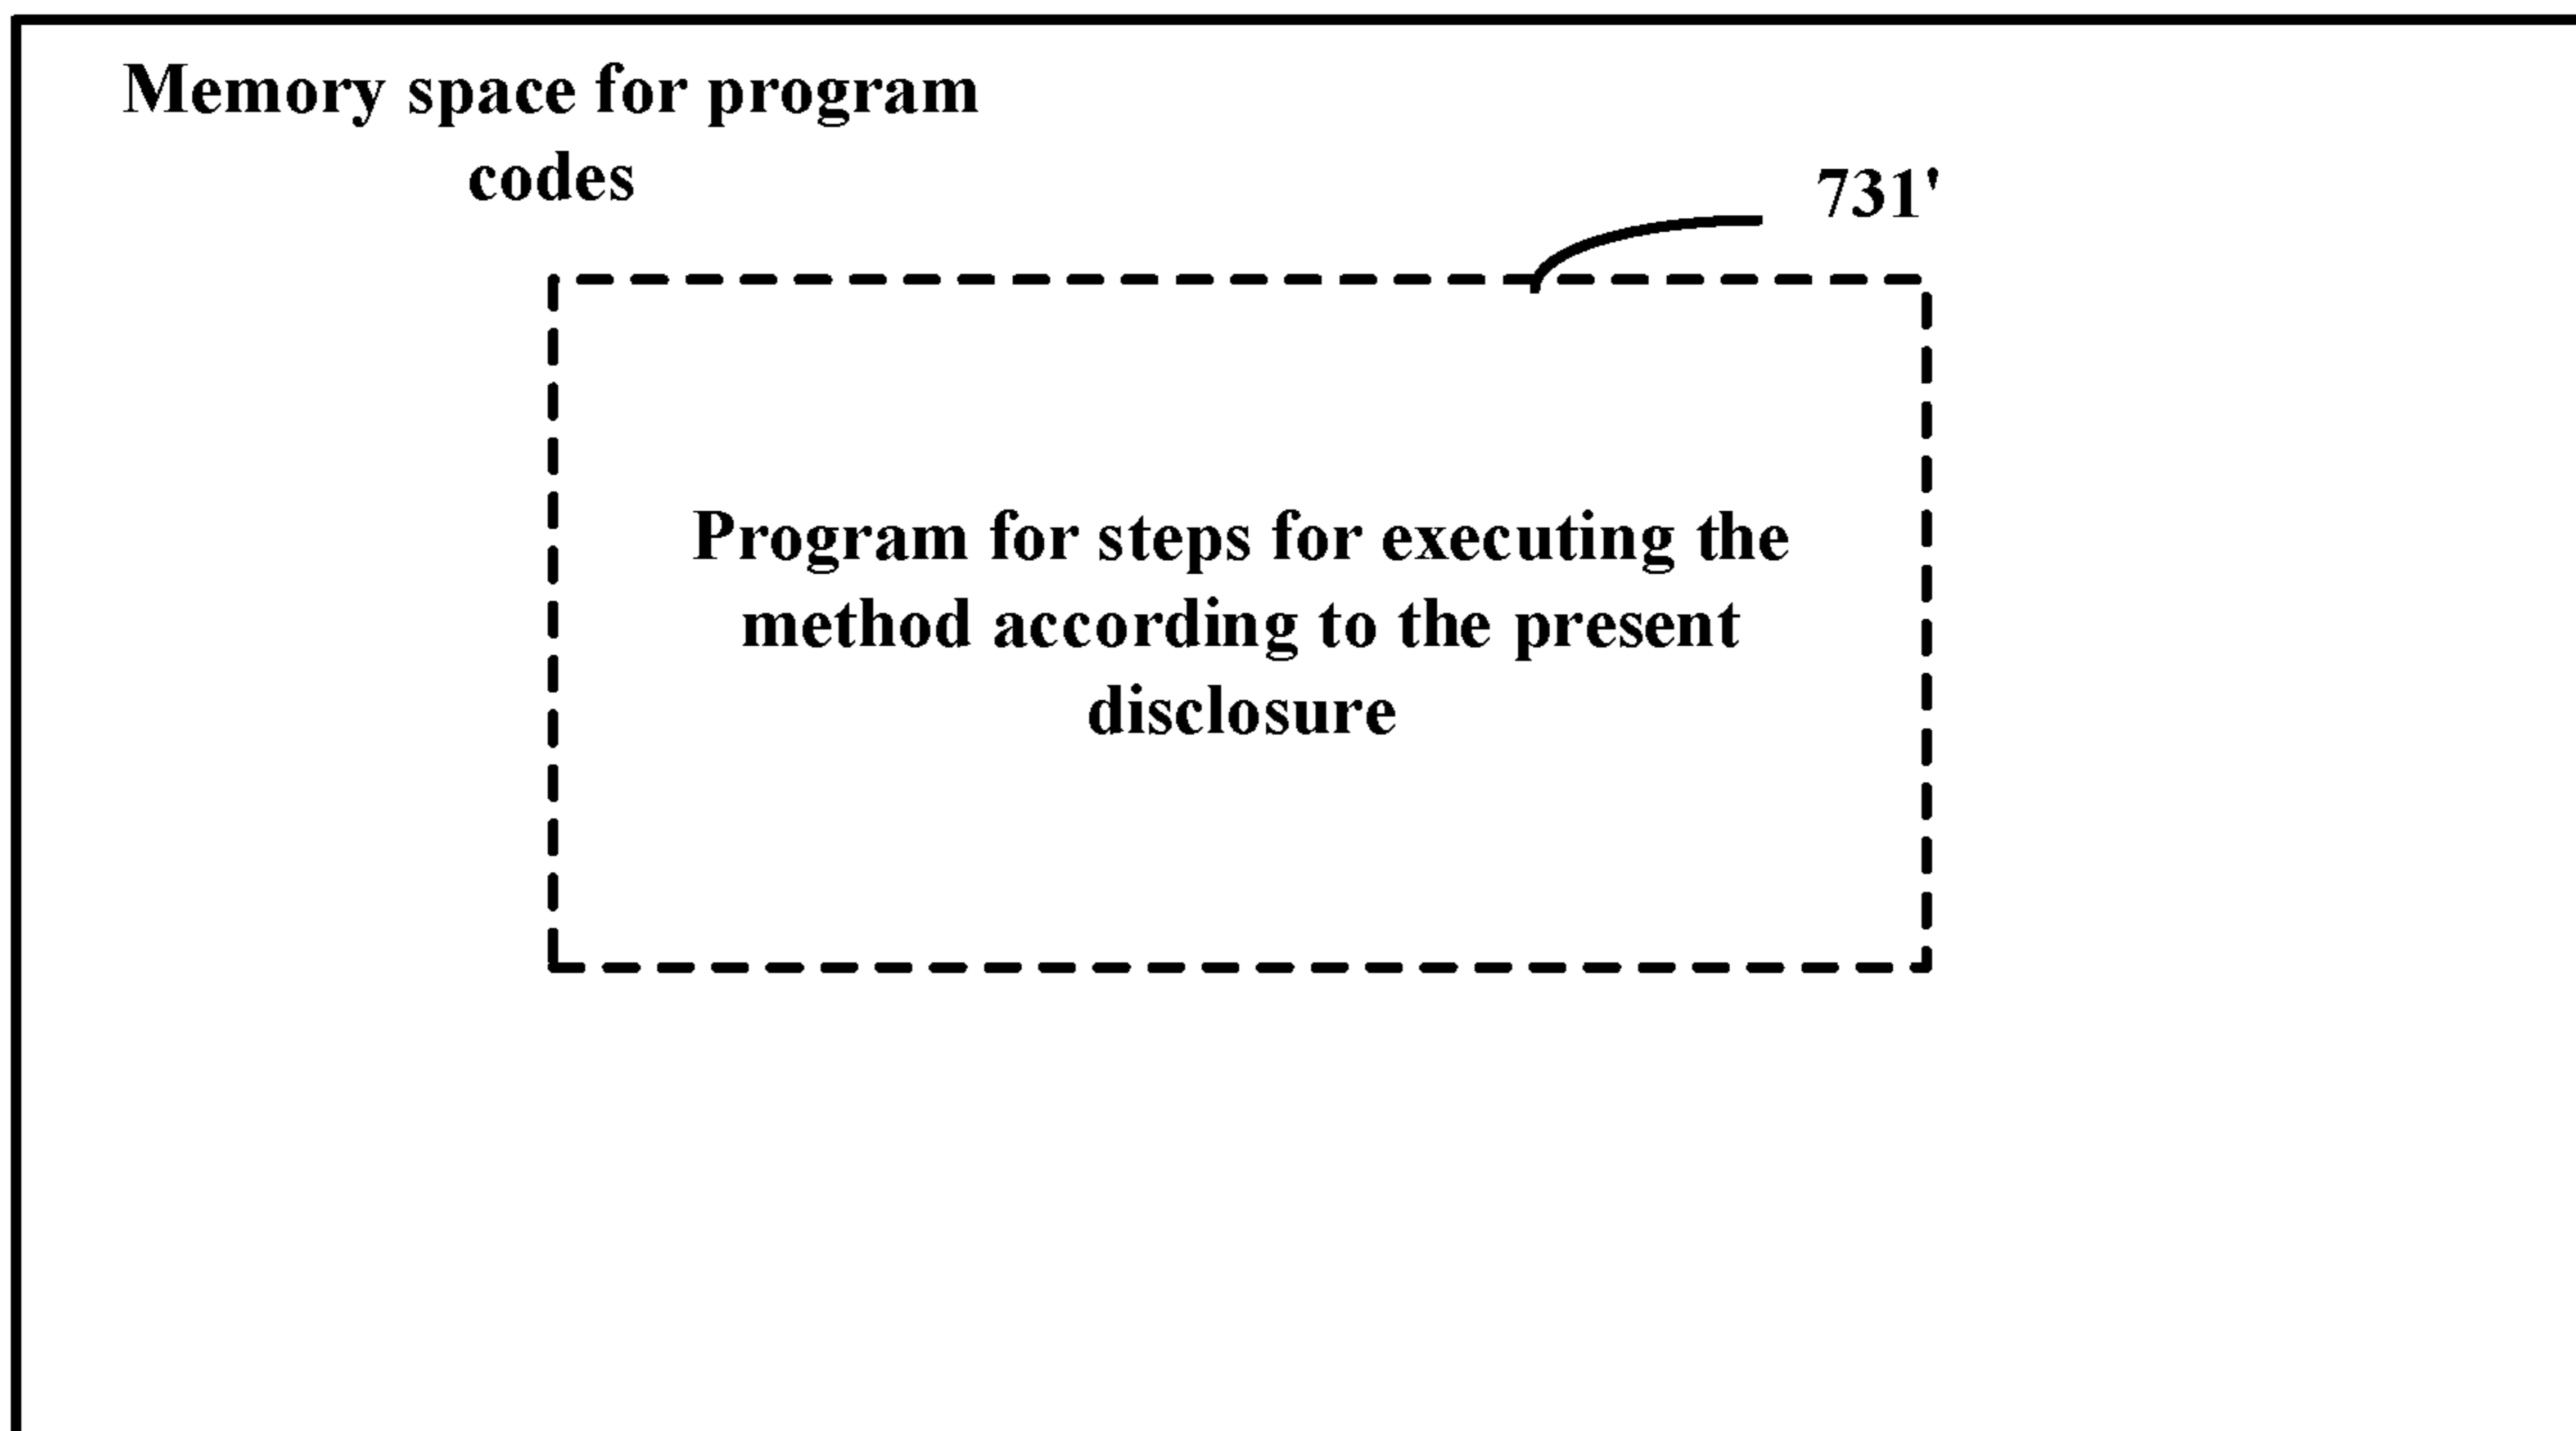 Memory space for program
codes
731'
Program for steps for executing the
method according to the present
disclosure